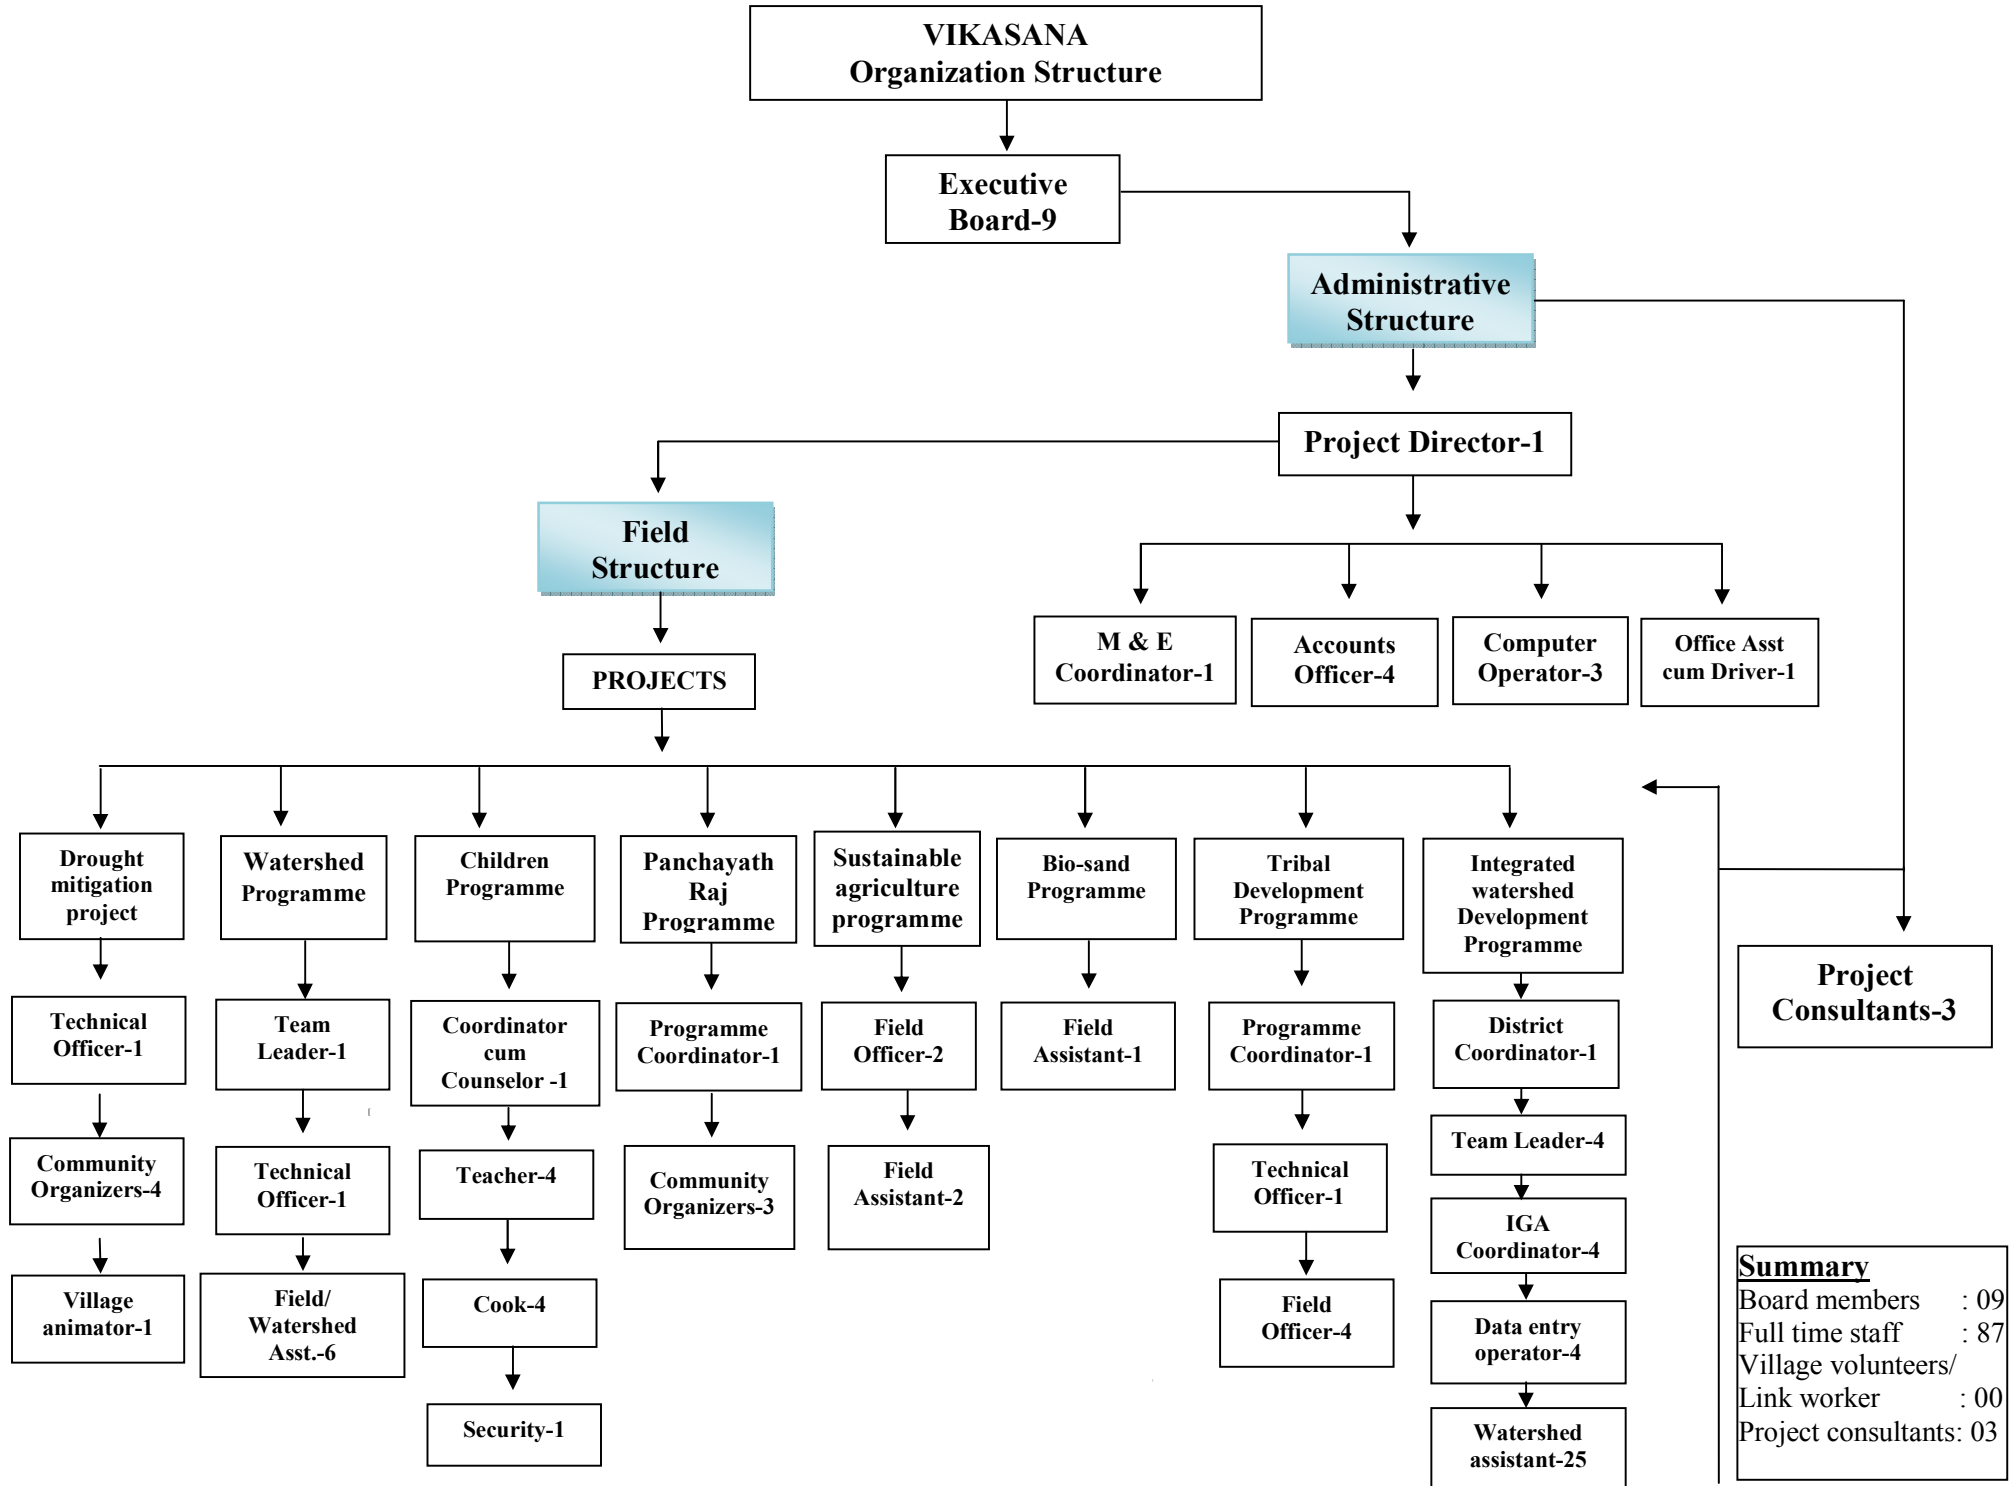 VIKASANA
Organization Structure
Executive
Board-9
Administrative
Structure
Project Director-1
Field
Structure
M & E
Coordinator-1
Accounts
Officer-4
Computer
Operator-3
Office Asst
cum Driver-1
PROJECTS
Drought
mitigation
project
Watershed
Programme
Children
Programme
Panchayath
Raj
Programme
Sustainable
agriculture
programme
Bio-sand
Programme
Tribal
Development
Programme
Integrated
watershed
Development
Programme
Project
Consultants-3
Technical
Officer-1
Team
Leader-1
Coordinator
cum
Counselor -1
Programme
Coordinator-1
Field
Officer-2
Field
Assistant-1
Programme
Coordinator-1
District
Coordinator-1
Team Leader-4
Community
Organizers-4
Technical
Officer-1
Teacher-4
Community
Organizers-3
Field
Assistant-2
Technical
Officer-1
IGA
Coordinator-4
Village
animator-1
Field/
Watershed
Asst.-6
Cook-4
Field
Officer-4
Data entry
operator-4
Security-1
Watershed
assistant-25
Summary
Board members : 09
Full time staff : 87
Village volunteers/
Link worker : 00
Project consultants: 03